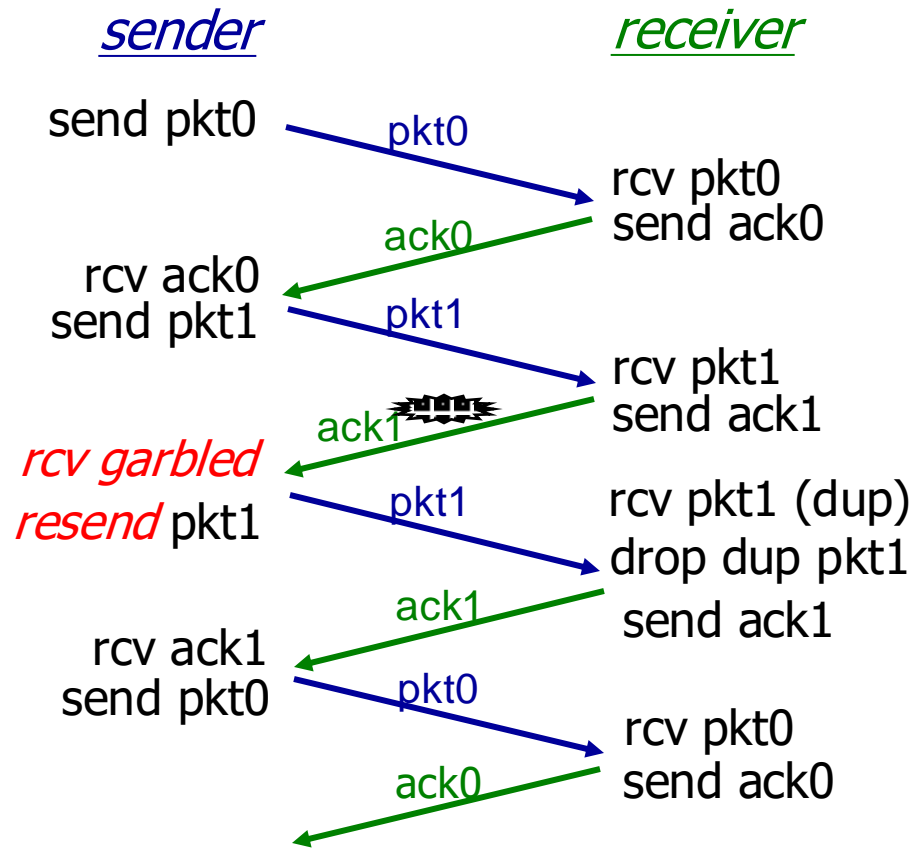 sender
receiver
send pkt0
pkt0
rcv pkt0
send ack0
ack0
rcv ack0
send pkt1
pkt1
rcv pkt1
send ack1
ack1
rcv garbled
resend pkt1
pkt1
rcv pkt1 (dup)
drop dup pkt1
send ack1
ack1
rcv ack1
send pkt0
pkt0
rcv pkt0
send ack0
ack0